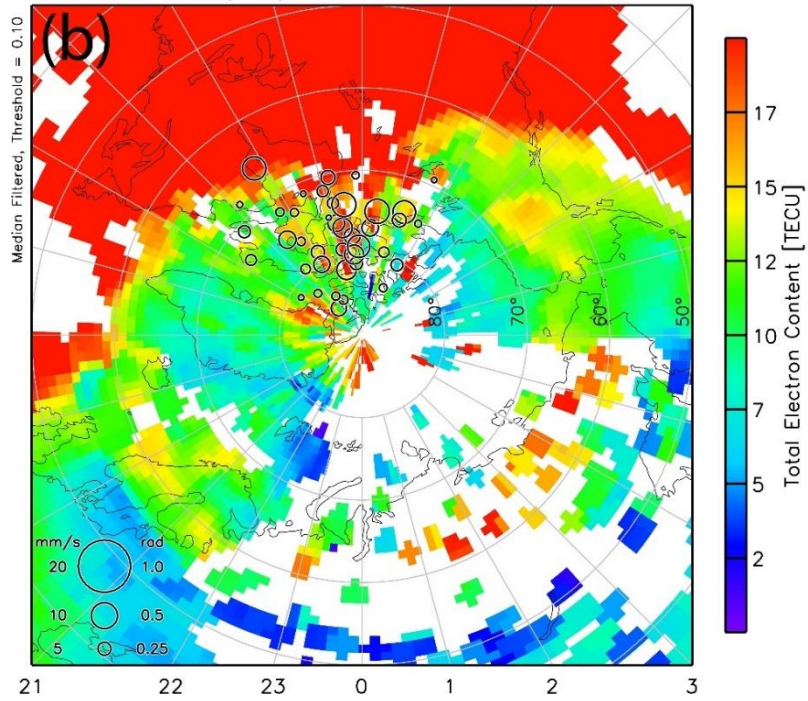 (b)
Median Filtered, Threshold = 0.10
17
15
12
10
7
5
2
Total Electron Content [TECU]
80°
70°
60°
50°
mm/s rad
20 1.0
10 0.5
5 0.25
21 22 23 0 1 2 3